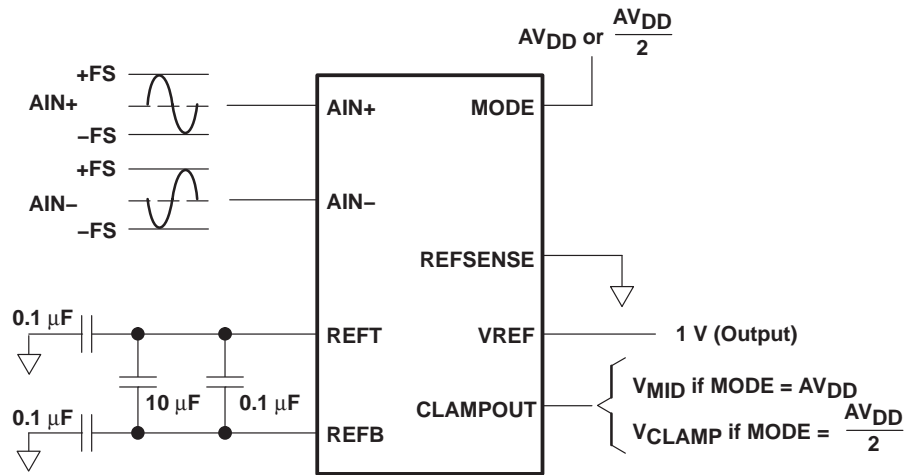 AVDD or AVDD
2
+FS
AIN+
–FS
+FS
AIN–
–FS
AIN+
MODE
AIN–
REFSENSE
0.1 μF
REFT
VREF
1 V (Output)
10 μF
0.1 μF
CLAMPOUT
VMID if MODE = AVDD
VCLAMP if MODE = AVDD
2
0.1 μF
REFB